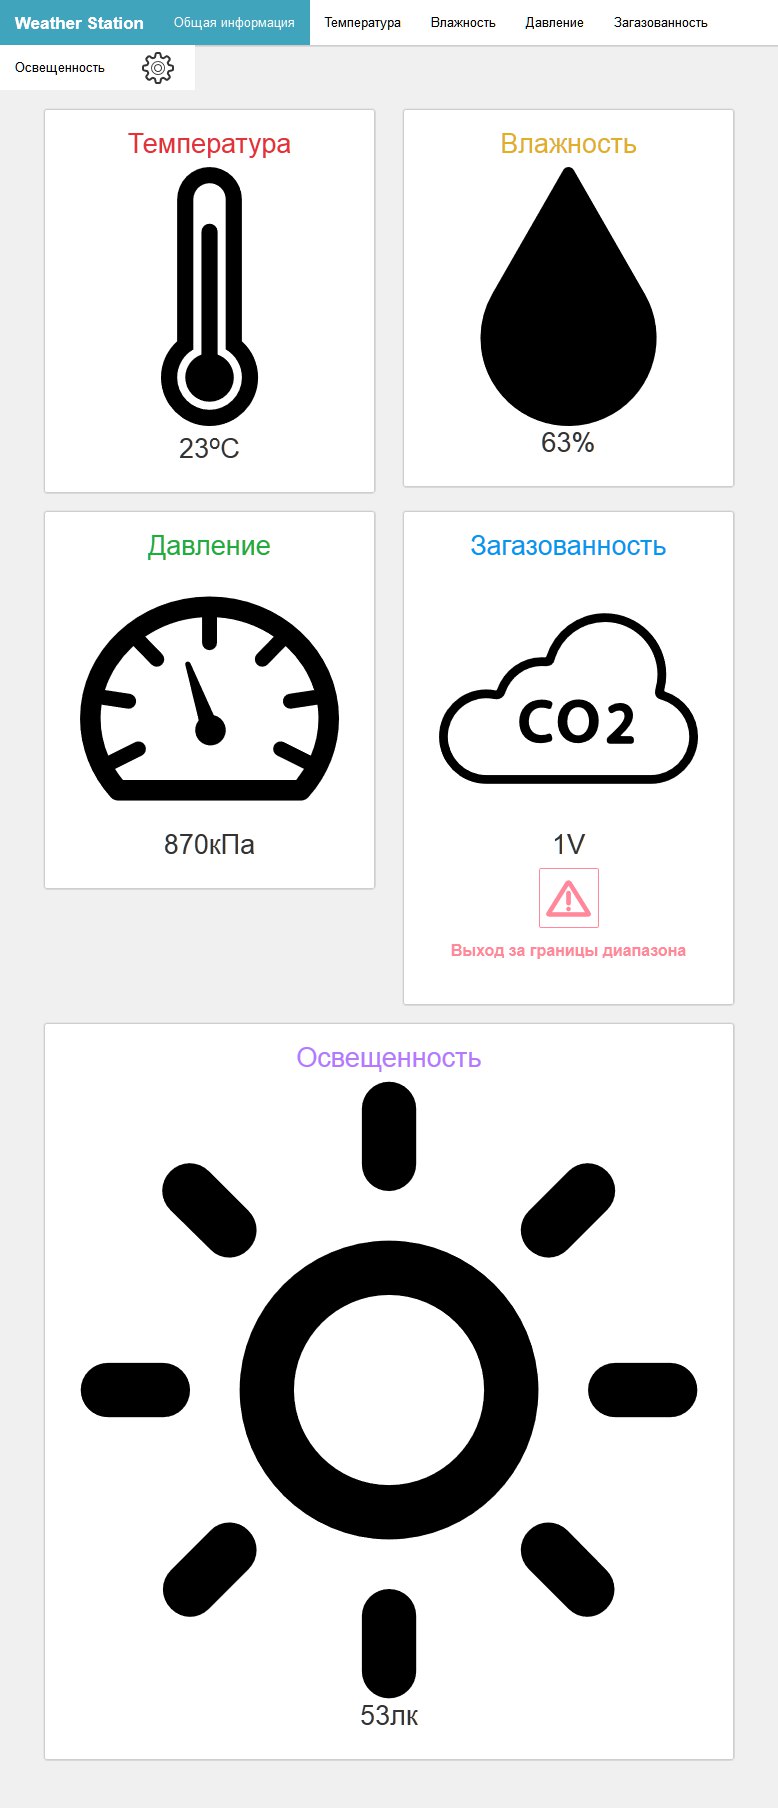 Weather Station Общая информация Температура Влажность Давление Загазованность
Освещенность
Температура
23ºC
Влажность
63%
Давление
870кПа
Загазованность
CO2
1V
Выход за границы диапазона
Освещенность
53лк